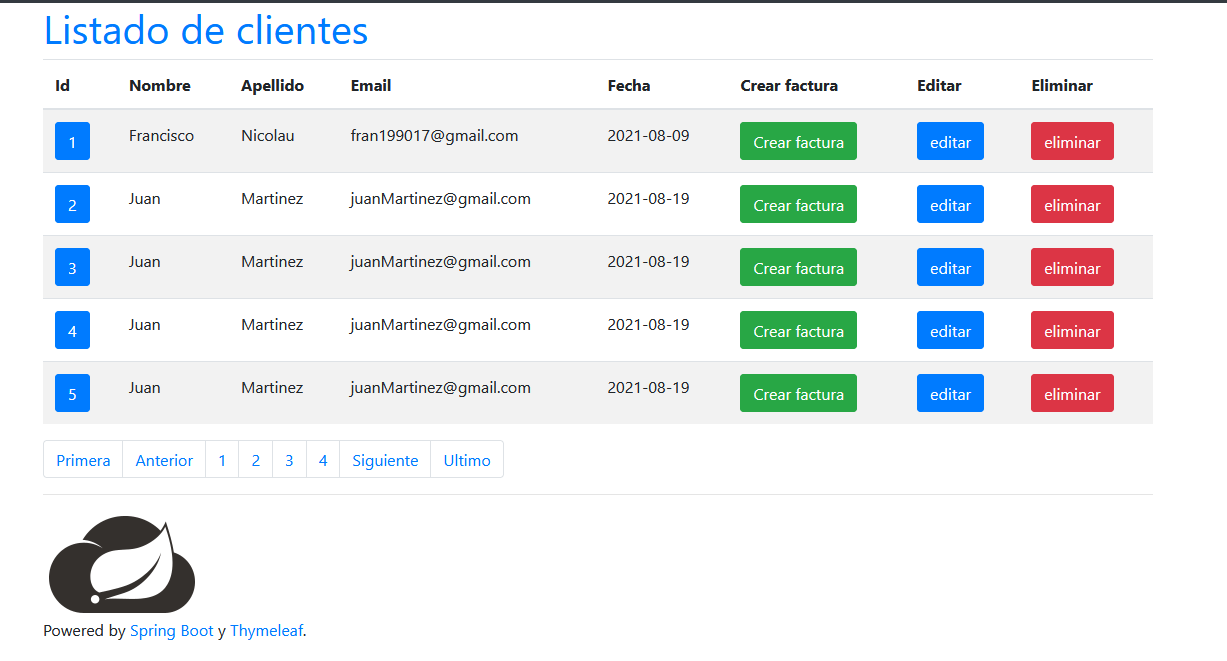 Listado de clientes
Id Nombre Apellido Email Fecha Crear factura Editar Eliminar
1 Francisco Nicolau fran199017@gmail.com 2021-08-09 Crear factura editar eliminar
2 Juan Martinez juanMartinez@gmail.com 2021-08-19 Crear factura editar eliminar
3 Juan Martinez juanMartinez@gmail.com 2021-08-19 Crear factura editar eliminar
4 Juan Martinez juanMartinez@gmail.com 2021-08-19 Crear factura editar eliminar
5 Juan Martinez juanMartinez@gmail.com 2021-08-19 Crear factura editar eliminar
Primera Anterior 1 2 3 4 Siguiente Ultimo
Powered by Spring Boot y Thymeleaf.